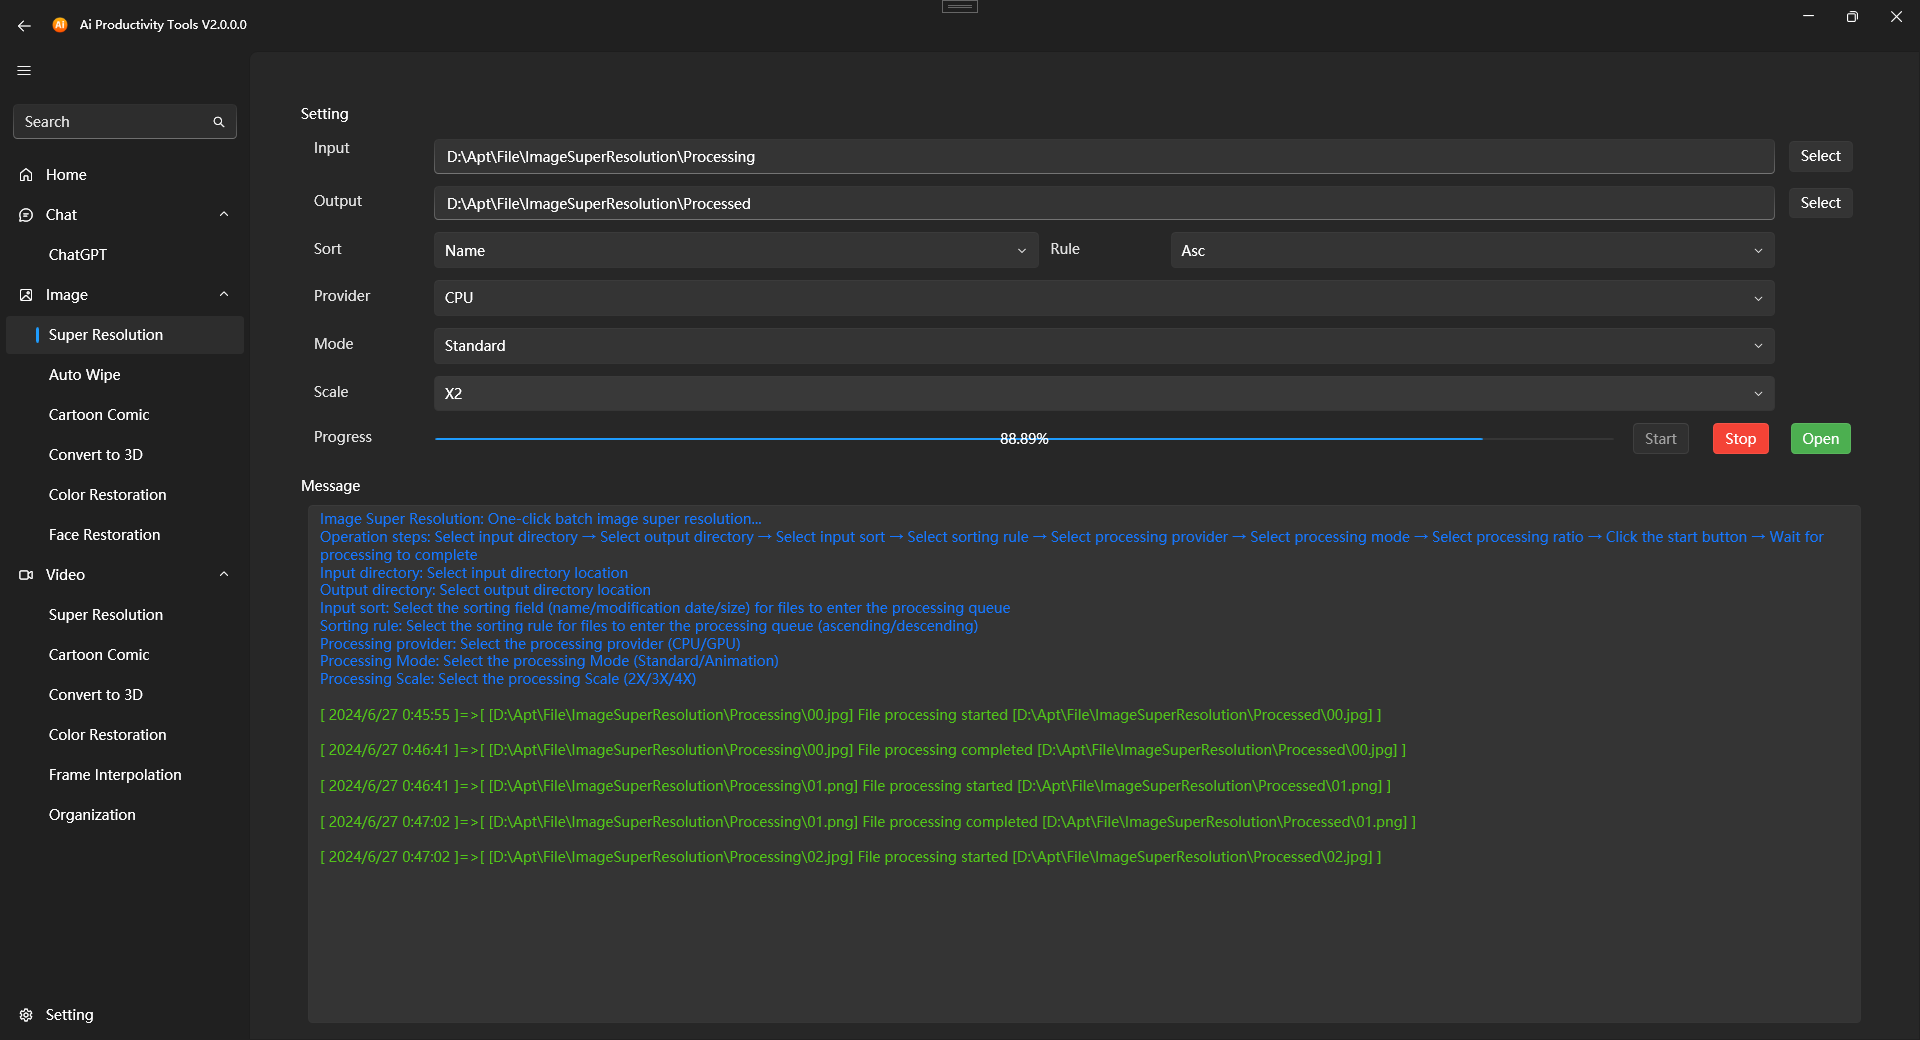 Ai Productivity Tools V2.0.0.0
Search
Home
Chat
ChatGPT
Image
Super Resolution
Auto Wipe
Cartoon Comic
Convert to 3D
Color Restoration
Face Restoration
Video
Super Resolution
Cartoon Comic
Convert to 3D
Color Restoration
Frame Interpolation
Organization
Setting
Setting
Input D:\Apt\File\ImageSuperResolution\Processing Select
Output D:\Apt\File\ImageSuperResolution\Processed Select
Sort Name Rule Asc
Provider CPU
Mode Standard
Scale X2
Progress 88.89% Start Stop Open
Message
Image Super Resolution: One-click batch image super resolution...
Operation steps: Select input directory → Select output directory → Select input sort → Select sorting rule → Select processing provider → Select processing mode → Select processing ratio → Click the start button → Wait for
processing to complete
Input directory: Select input directory location
Output directory: Select output directory location
Input sort: Select the sorting field (name/modification date/size) for files to enter the processing queue
Sorting rule: Select the sorting rule for files to enter the processing queue (ascending/descending)
Processing provider: Select the processing provider (CPU/GPU)
Processing Mode: Select the processing Mode (Standard/Animation)
Processing Scale: Select the processing Scale (2X/3X/4X)
[ 2024/6/27 0:45:55 ]=>[ [D:\Apt\File\ImageSuperResolution\Processing\00.jpg] File processing started [D:\Apt\File\ImageSuperResolution\Processed\00.jpg] ]
[ 2024/6/27 0:46:41 ]=>[ [D:\Apt\File\ImageSuperResolution\Processing\00.jpg] File processing completed [D:\Apt\File\ImageSuperResolution\Processed\00.jpg] ]
[ 2024/6/27 0:46:41 ]=>[ [D:\Apt\File\ImageSuperResolution\Processing\01.png] File processing started [D:\Apt\File\ImageSuperResolution\Processed\01.png] ]
[ 2024/6/27 0:47:02 ]=>[ [D:\Apt\File\ImageSuperResolution\Processing\01.png] File processing completed [D:\Apt\File\ImageSuperResolution\Processed\01.png] ]
[ 2024/6/27 0:47:02 ]=>[ [D:\Apt\File\ImageSuperResolution\Processing\02.jpg] File processing started [D:\Apt\File\ImageSuperResolution\Processed\02.jpg] ]